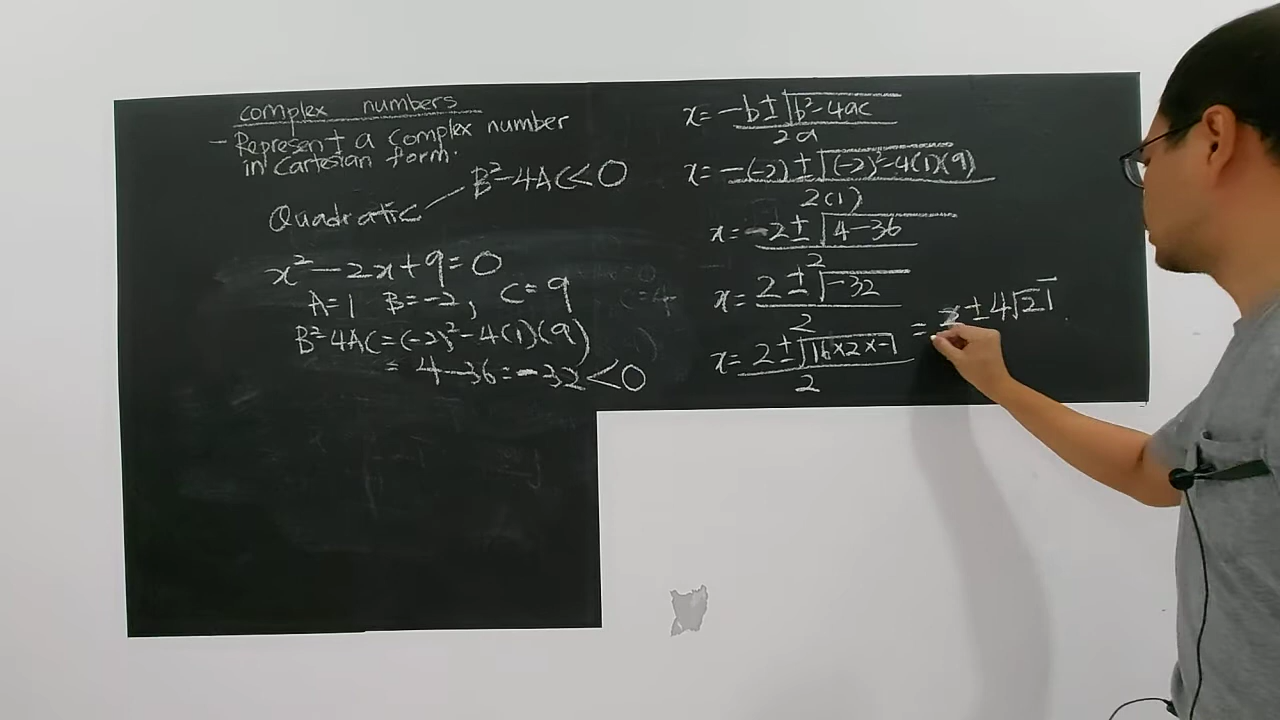 complex numbers
- Represent a complex number
in Cartesian form.
B²-4AC<0
Quadratic
x²-2x+9=0
A=1 B=-2, C=9
B²-4AC=(-2)²-4(1)(9)
= 4-36=-32<0
x=-b±√b²-4ac
2a
x=-(-2)±√(-2)²-4(1)(9)
2(1)
x=-2±√4-36
2
x=2±√-32
2
x=2±√16×2×-1
2
=
±4√2